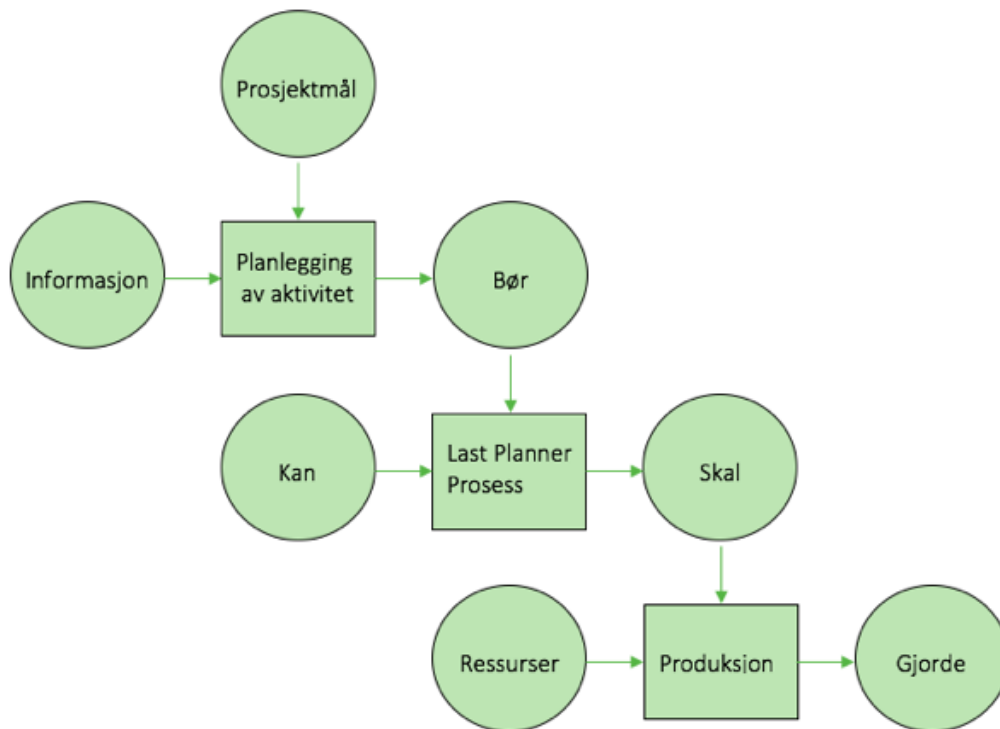 Prosjektmål
Informasjon
Planlegging
av aktivitet
Bør
Kan
Last Planner
Prosess
Skal
Ressurser
Produksjon
Gjorde